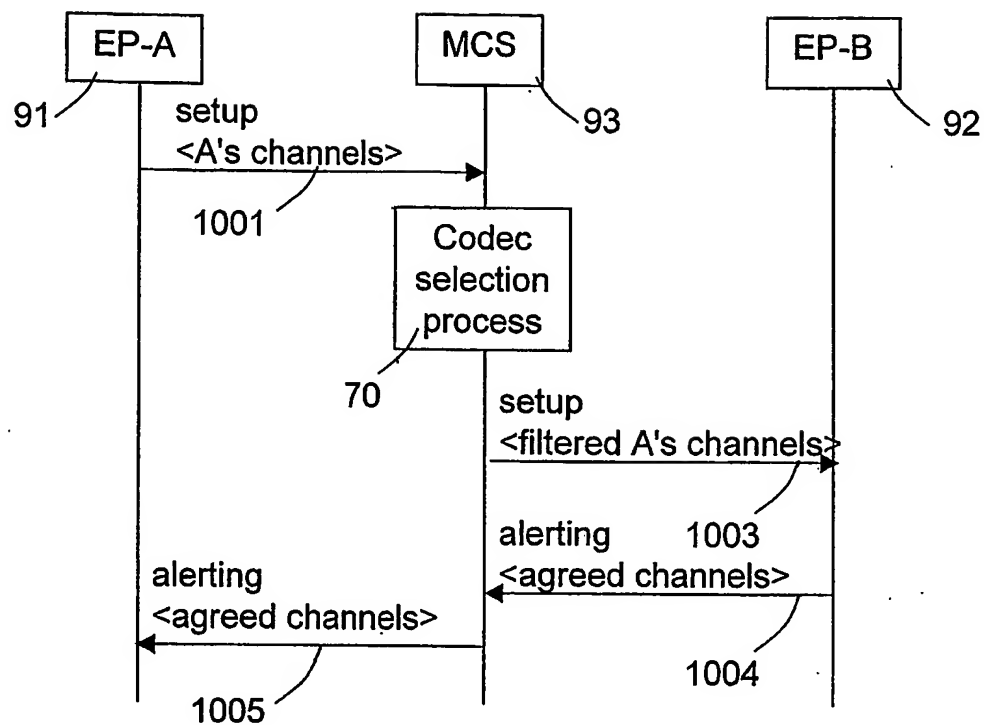 EP-A
MCS
EP-B
91
93
92
setup
<A's channels>
1001
Codec
selection
process
70
setup
<filtered A's channels>
1003
alerting
<agreed channels>
1004
alerting
<agreed channels>
1005